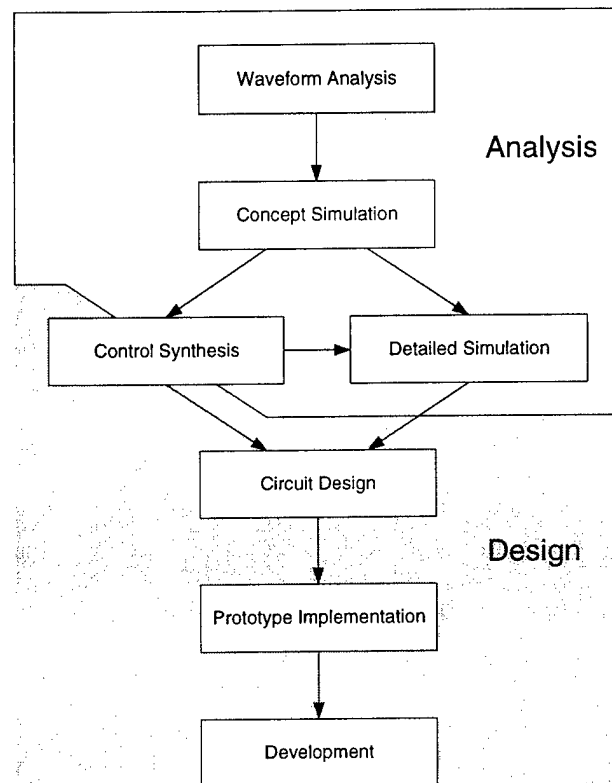 Waveform Analysis
Analysis
Concept Simulation
Control Synthesis
Detailed Simulation
Circuit Design
Design
Prototype Implementation
Development